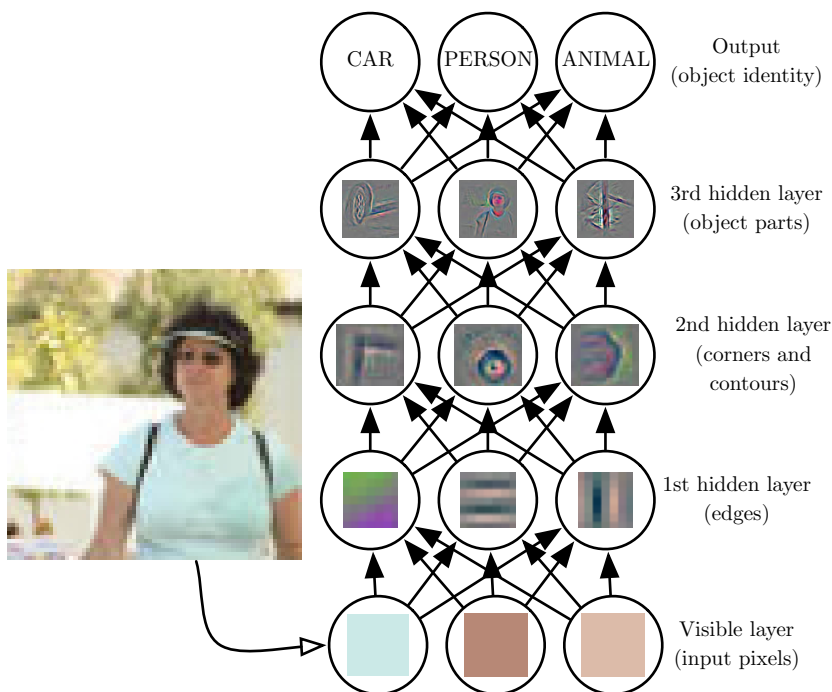 CAR
PERSON
ANIMAL
Output
(object identity)
3rd hidden layer
(object parts)
2nd hidden layer
(corners and
contours)
1st hidden layer
(edges)
Visible layer
(input pixels)